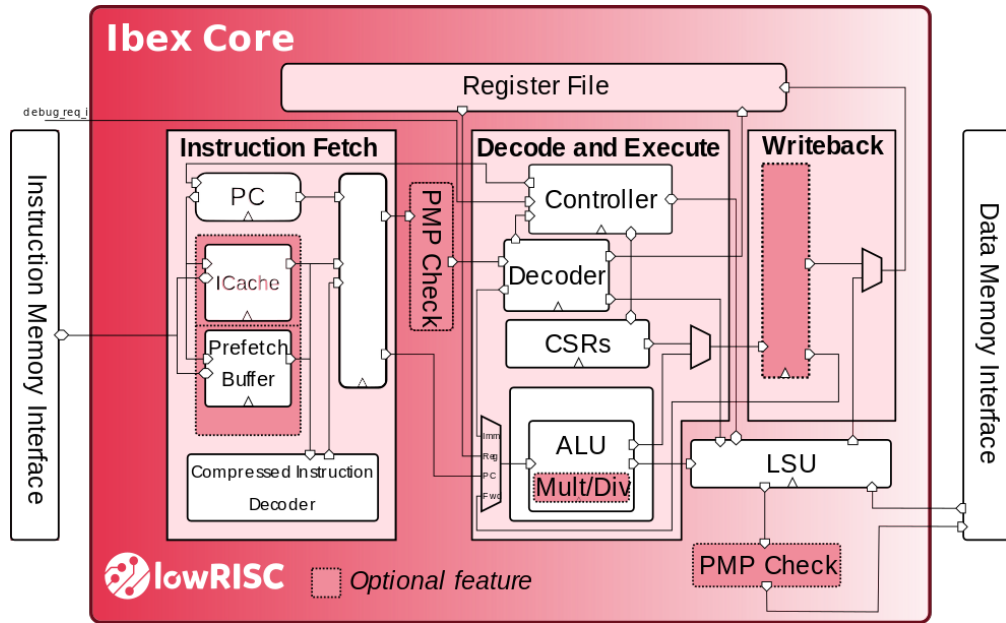 Ibex Core
Register File
debug_req_i
Instruction Memory Interface
Instruction Fetch
PC
ICache
Prefetch
Buffer
Compressed Instruction
Decoder
PMP Check
Decode and Execute
Controller
Decoder
CSRs
Imm
Reg
PC
Fwd
ALU
Mult/Div
Writeback
LSU
PMP Check
Data Memory Interface
lowRISC
Optional feature